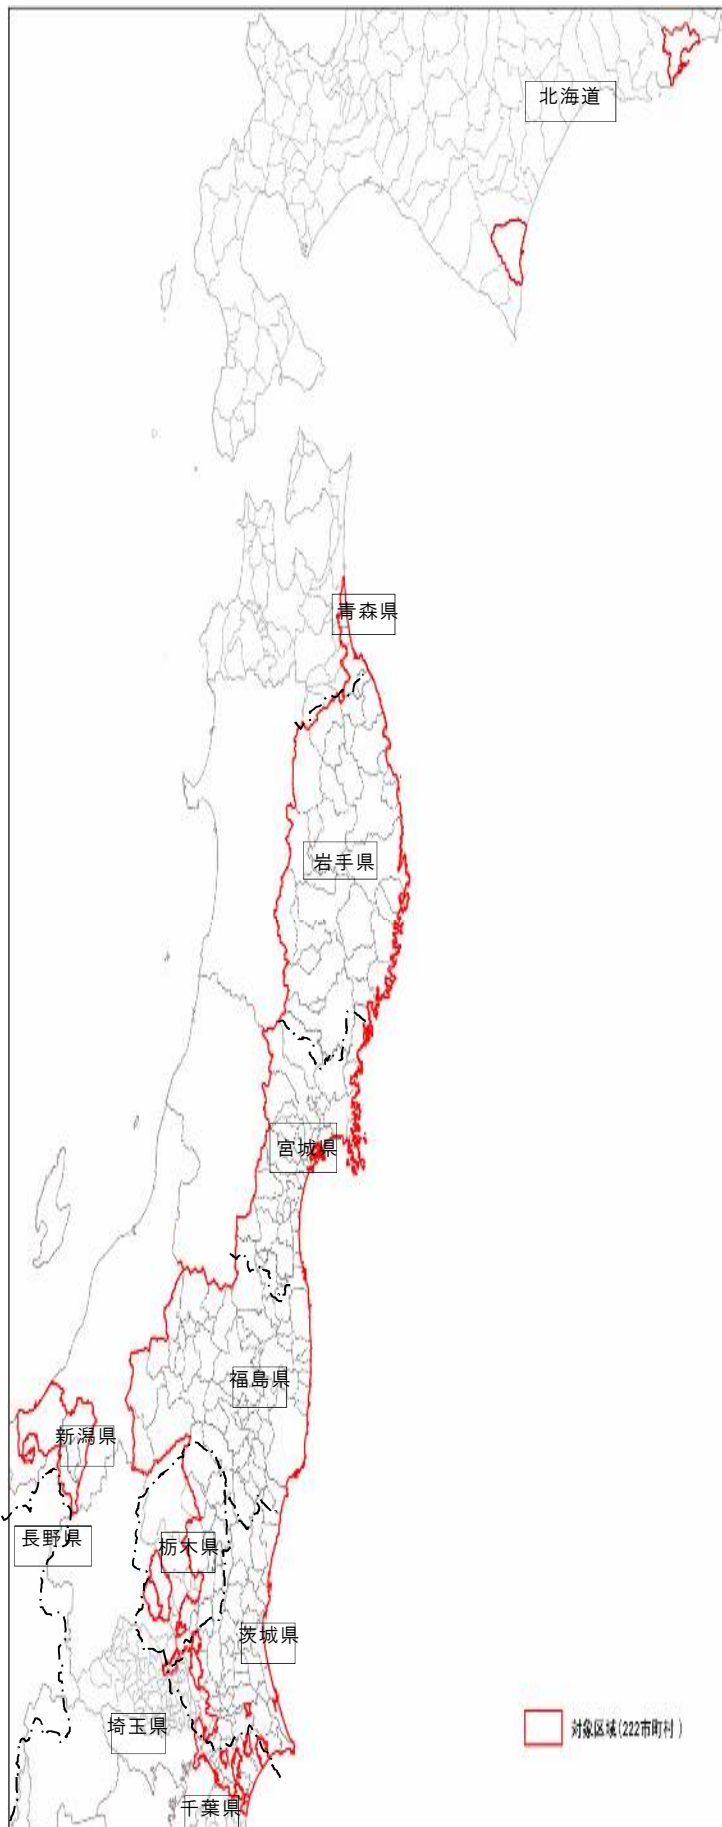 北海道
青森県
岩手県
宮城県
福島県
新潟県
長野県
栃木県
茨城県
埼玉県
対象区域(222市町村 )
千葉県